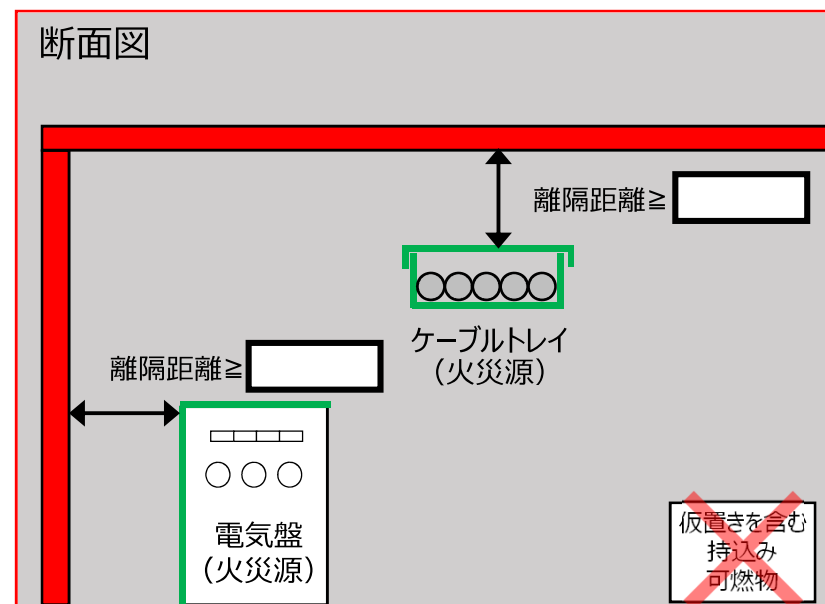 断面図
離隔距離≧
ケーブルトレイ
(火災源)
離隔距離≧
電気盤
(火災源)
仮置きを含む
持込み
可燃物